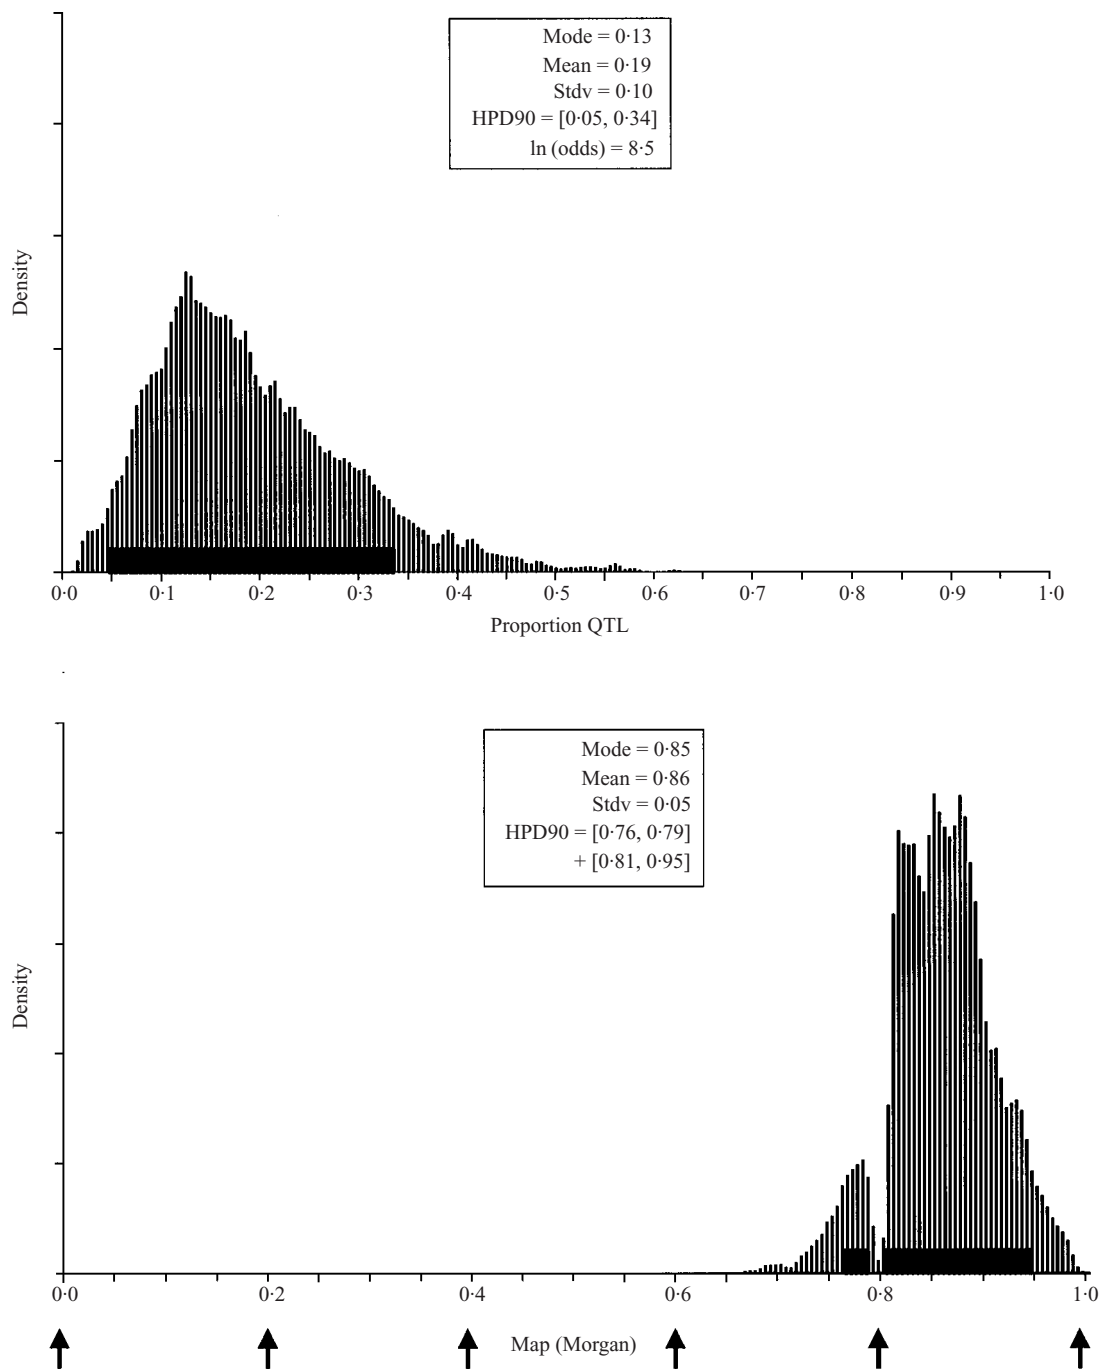 Mode = 0·13
Mean = 0·19
Stdv = 0·10
HPD90 = [0·05, 0·34]
ln (odds) = 8·5
Density
0·0 0·1 0·2 0·3 0·4 0·5 0·6 0·7 0·8 0·9 1·0
Proportion QTL
Mode = 0·85
Mean = 0·86
Stdv = 0·05
HPD90 = [0·76, 0·79]
+ [0·81, 0·95]
Density
0·0 0·2 0·4 0·6 0·8 1·0
Map (Morgan)